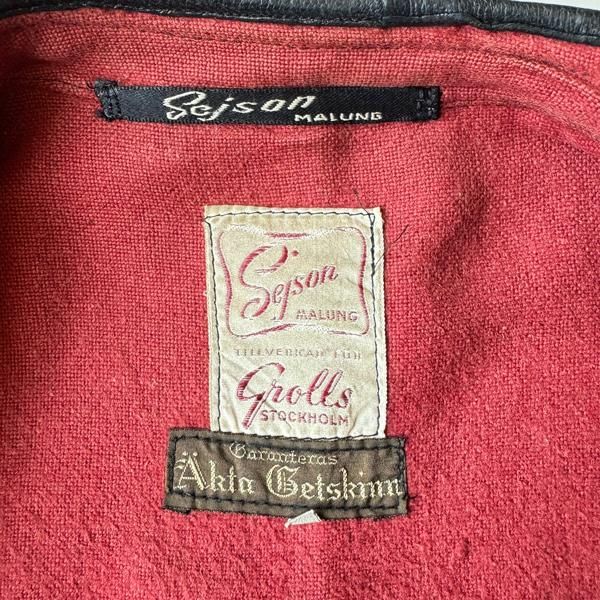 Sejson
MALUNG
Sejson
MALUNG
TILLVERKAD FÖR
Grolls
STOCKHOLM
Garanteras
Äkta Getskinn